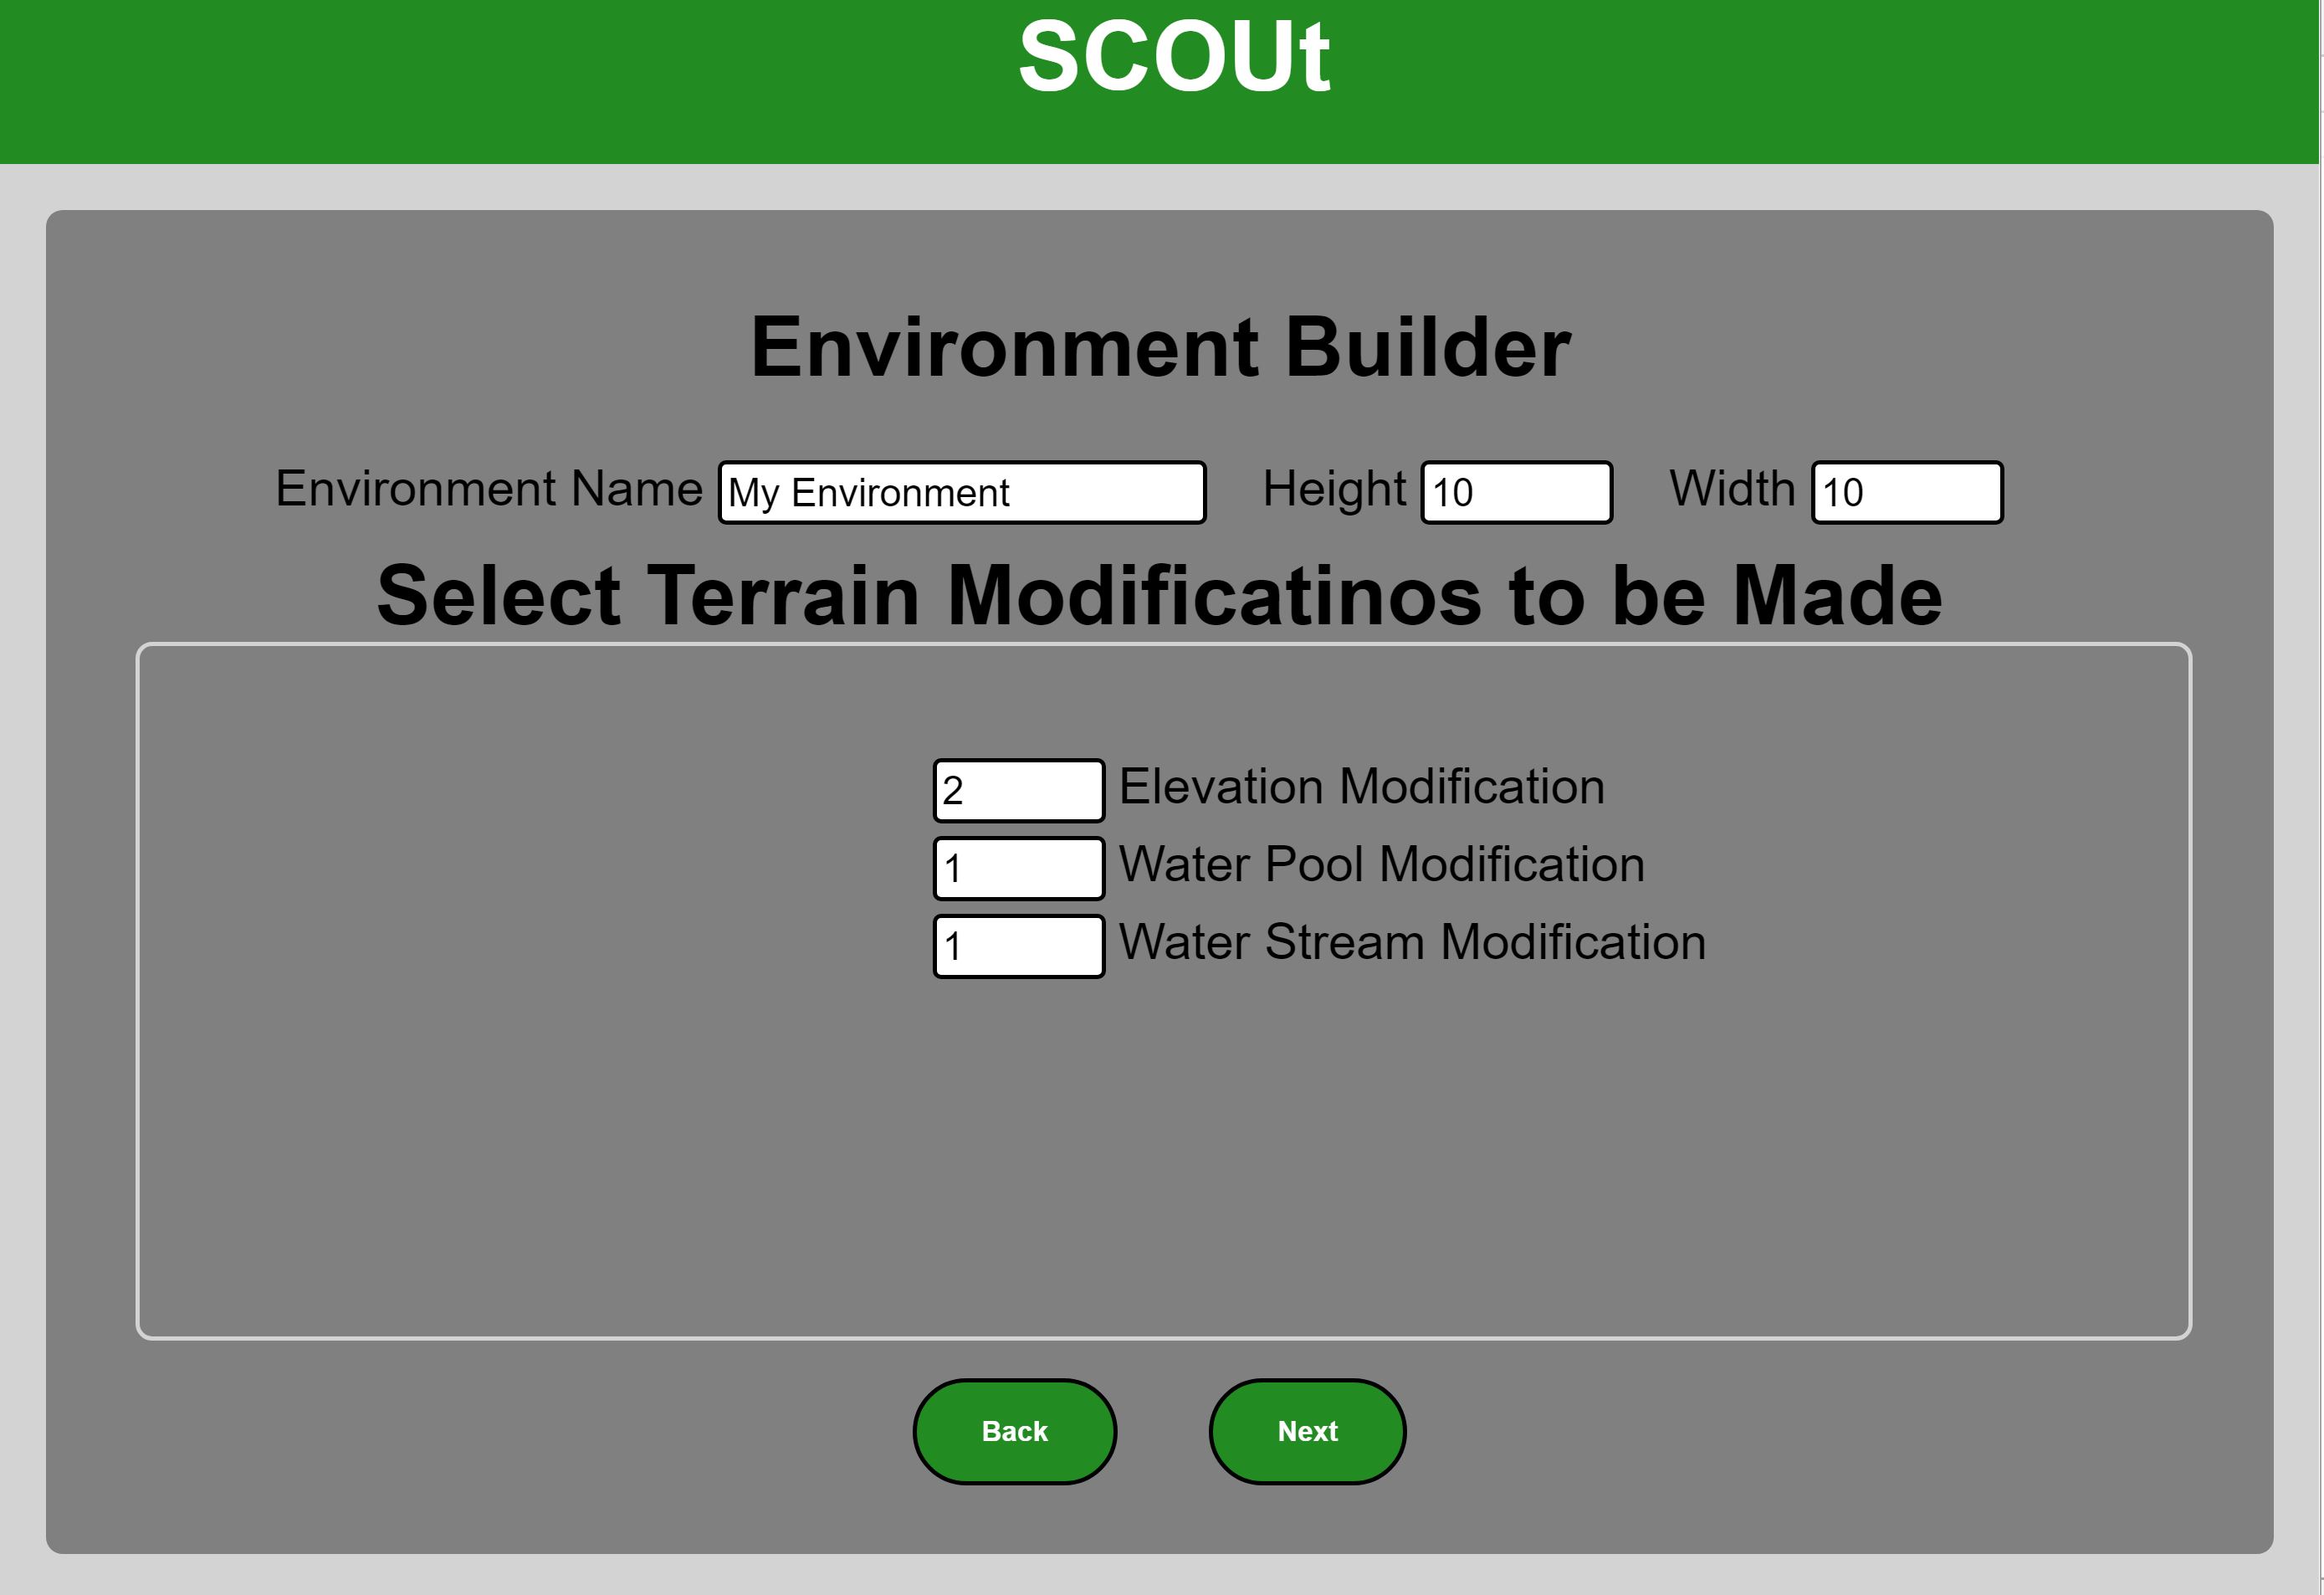 SCOUt
Environment Builder
Environment Name My Environment Height 10 Width 10
Select Terrain Modificatinos to be Made
2 Elevation Modification
1 Water Pool Modification
1 Water Stream Modification
Back Next